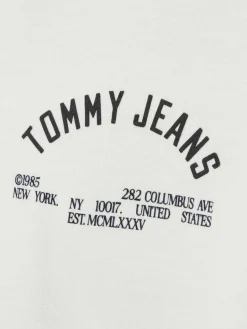 TOMMY JEANS
©1985 282 COLUMBUS AVE
NEW YORK, NY 10017. UNITED STATES
EST. MCMLXXXV